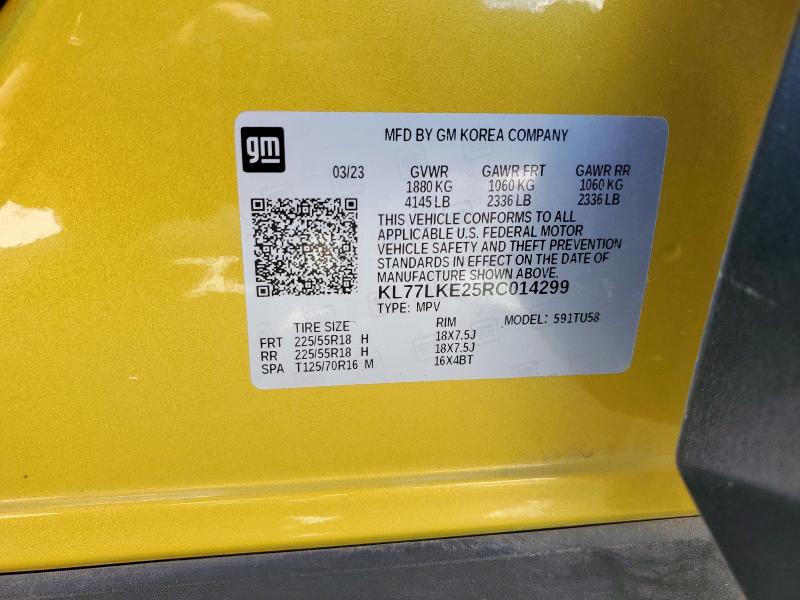 gm
MFD BY GM KOREA COMPANY
03/23 GVWR GAWR FRT GAWR RR
1880 KG 1060 KG 1060 KG
4145 LB 2336 LB 2336 LB
THIS VEHICLE CONFORMS TO ALL
APPLICABLE U.S. FEDERAL MOTOR
VEHICLE SAFETY AND THEFT PREVENTION
STANDARDS IN EFFECT ON THE DATE OF
MANUFACTURE SHOWN ABOVE.
KL77LKE25RC014299
TYPE: MPV
TIRE SIZE RIM MODEL: 591TU58
FRT 225/55R18 H 18X7.5J
RR 225/55R18 H 18X7.5J
SPA T125/70R16 M 16X4BT